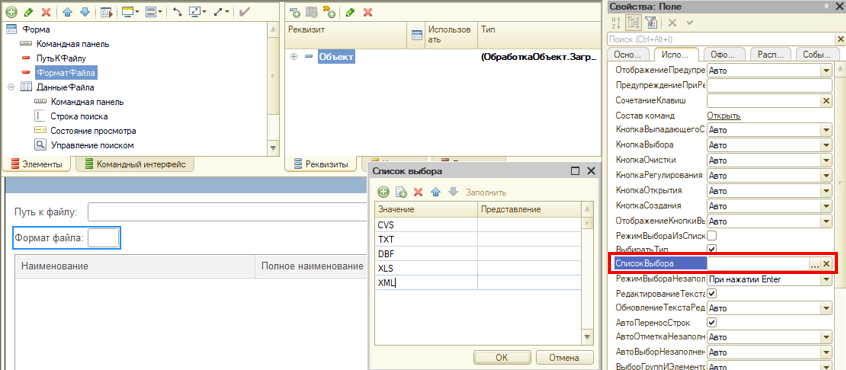 Форма
Командная панель
ПутьКФайлу
ФорматФайла
ДанныеФайла
Командная панель
Строка поиска
Состояние просмотра
Управление поиском
Элементы
Командный интерфейс
Реквизит
Использовать
Тип
Объект
(ОбработкаОбъект.Загр...
Реквизиты
Путь к файлу:
Формат файла:
Наименование
Полное наименование
Список выбора
Заполнить
Значение
Представление
CVS
TXT
DBF
XLS
XML
OK
Отмена
Свойства: Поле
Поиск (Ctrl+Alt+I)
Осно...
Испо...
Офо...
Расп...
Собы...
ОтображениеПредупре
Авто
ПредупреждениеПриРе
СочетаниеКлавиш
Состав команд
Открыть
КнопкаВыпадающегоС
Авто
КнопкаВыбора
Авто
КнопкаОчистки
Авто
КнопкаРегулирования
Авто
КнопкаОткрытия
Авто
КнопкаСоздания
Авто
ОтображениеКнопкиВы
Авто
РежимВыбораИзСписк
ВыбиратьТип
СписокВыбора
...
РежимВыбораНезапол
При нажатии Enter
РедактированиеТекста
ОбновлениеТекстаРед
Авто
АвтоПереносСтрок
АвтоОтметкаНезаполн
Авто
АвтоВыборНезаполнен
Авто
ВыборГруппИЭлемент
Авто